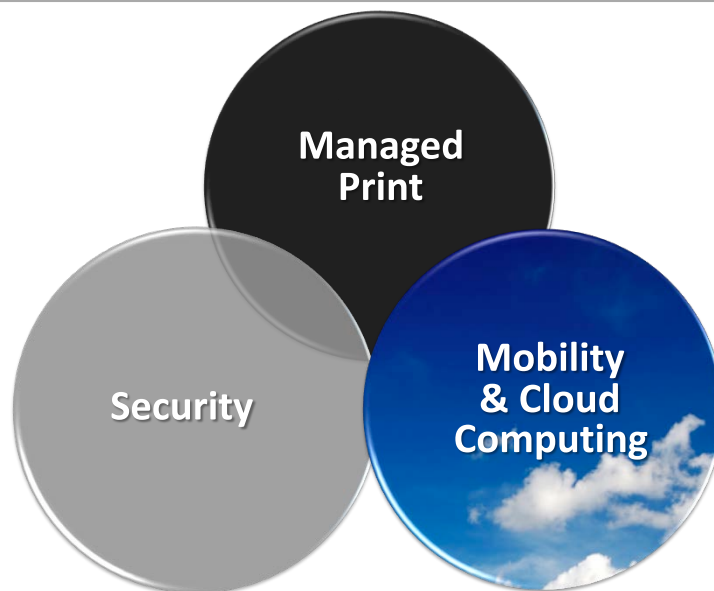 Managed
Print
Security
Mobility
& Cloud
Computing